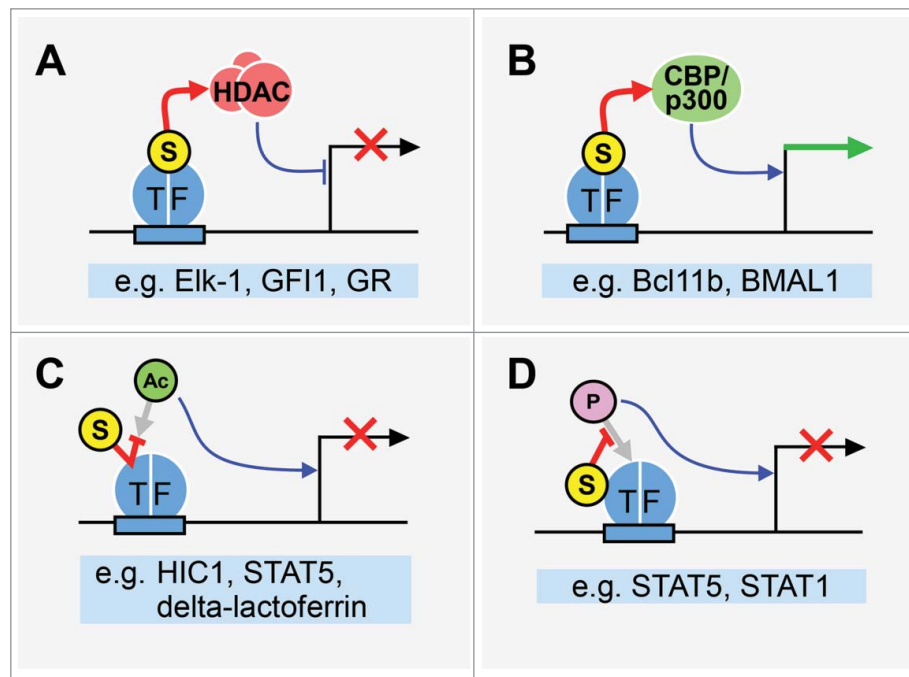 A
HDAC
S
TF
e.g. Elk-1, GFI1, GR
B
CBP/
p300
S
TF
e.g. Bcl11b, BMAL1
C
Ac
S
TF
e.g. HIC1, STAT5,
delta-lactoferrin
D
P
S
TF
e.g. STAT5, STAT1